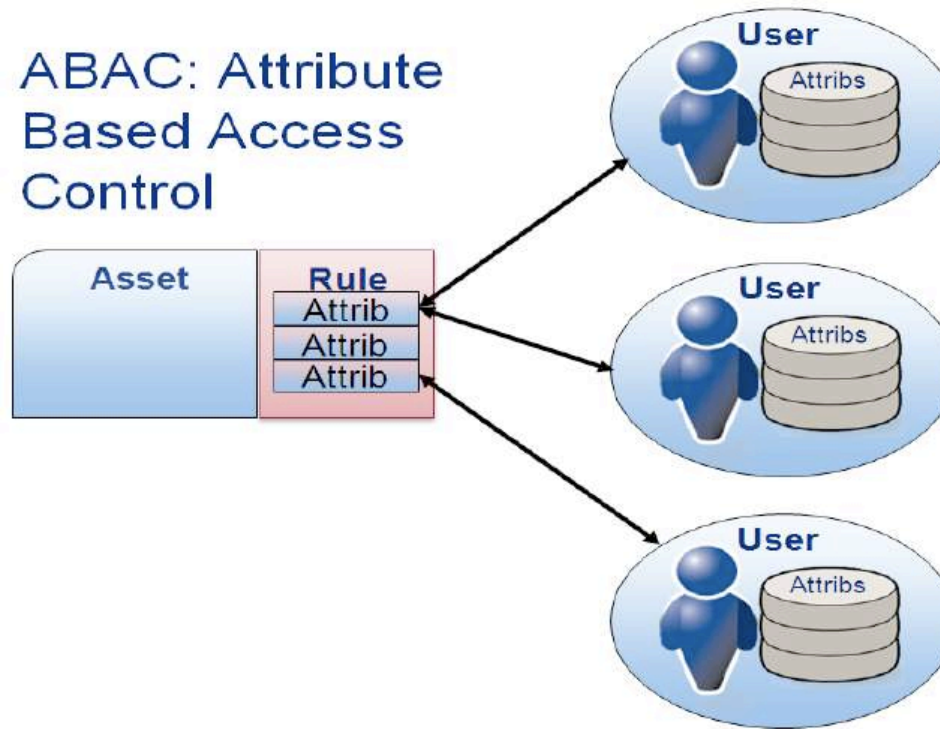 ABAC: Attribute
Based Access
Control
Asset
Rule
Attrib
Attrib
Attrib
User
Attribs
User
Attribs
User
Attribs